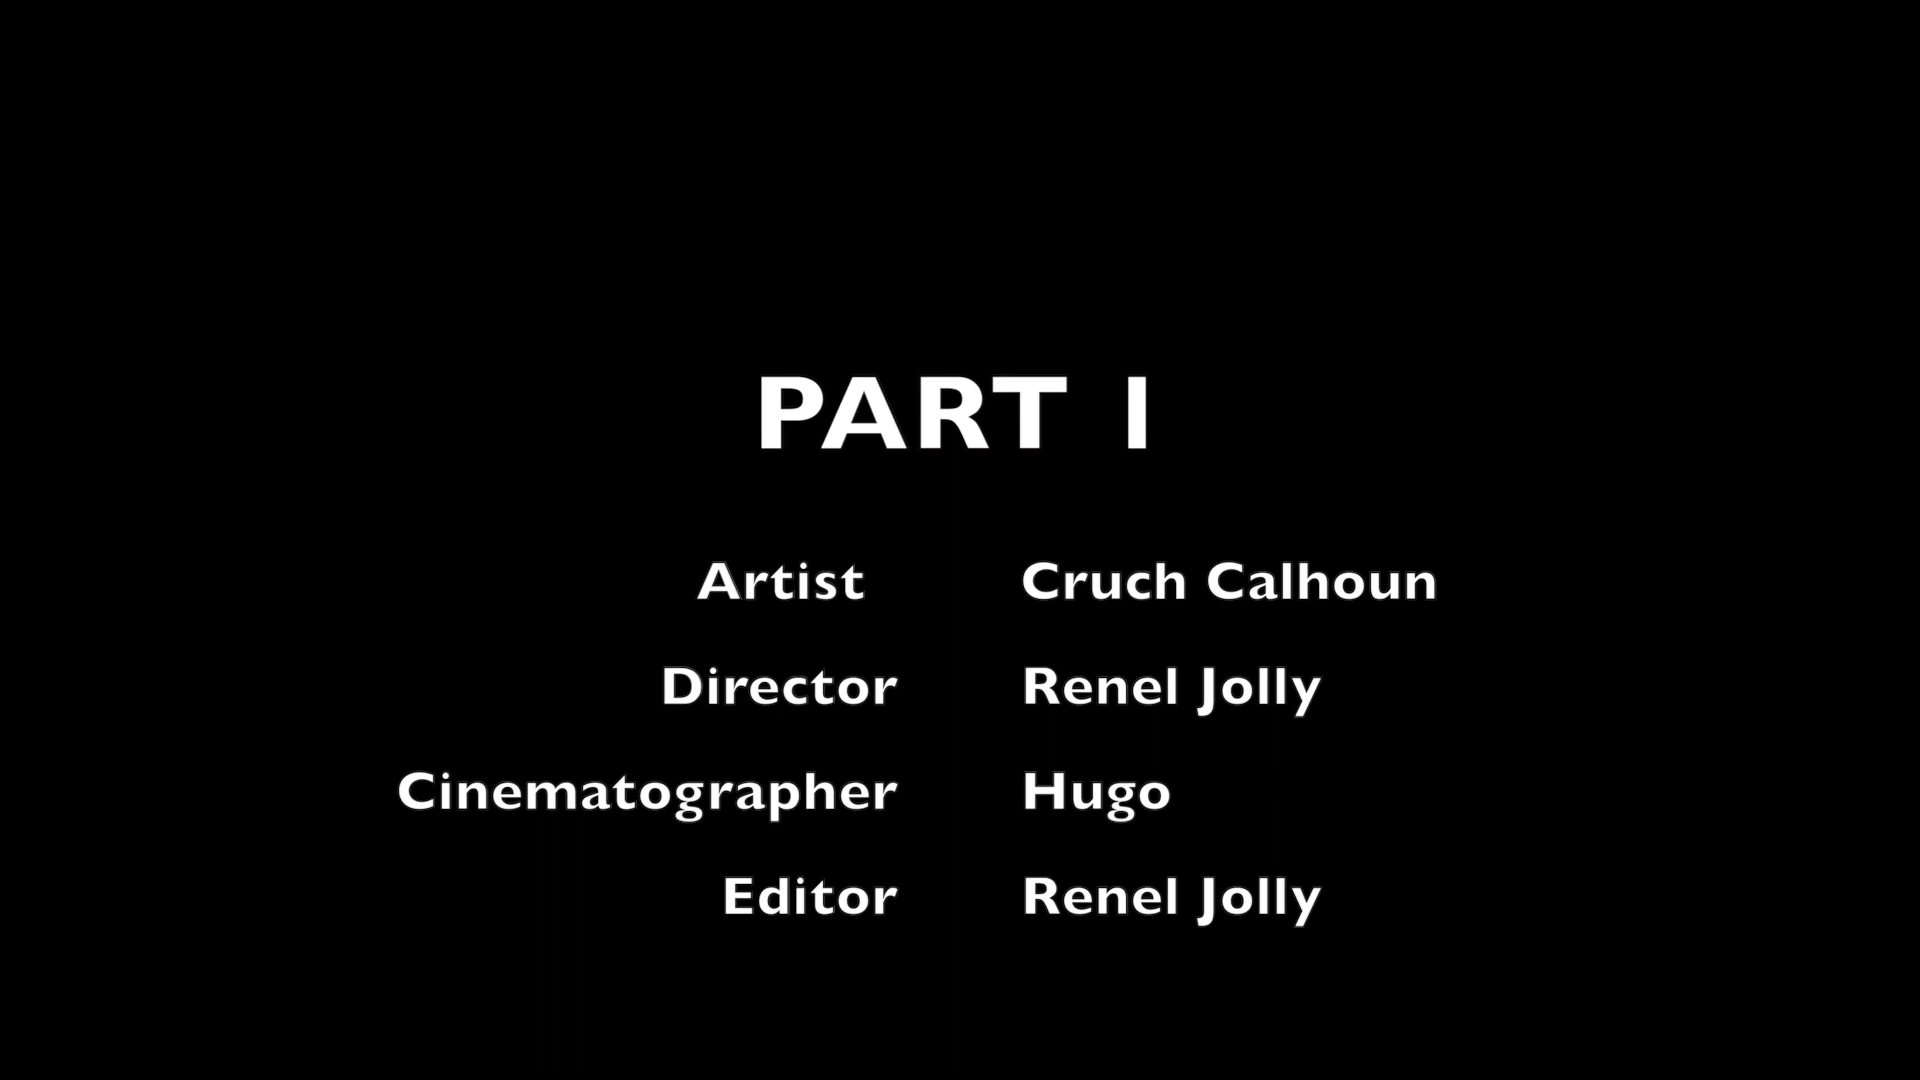 PART I
Artist Cruch Calhoun
Director Renel Jolly
Cinematographer Hugo
Editor Renel Jolly